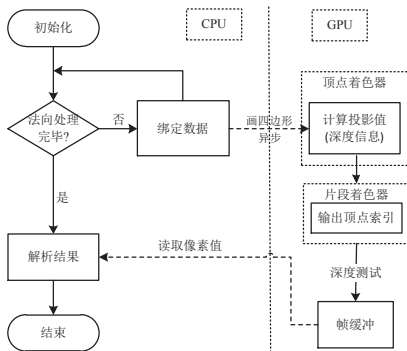 初始化
CPU
GPU
法向处理
完毕?
否
绑定数据
画四边形
异步
顶点着色器
计算投影值
(深度信息)
片段着色器
输出顶点索引
是
解析结果
读取像素值
深度测试
结束
帧缓冲